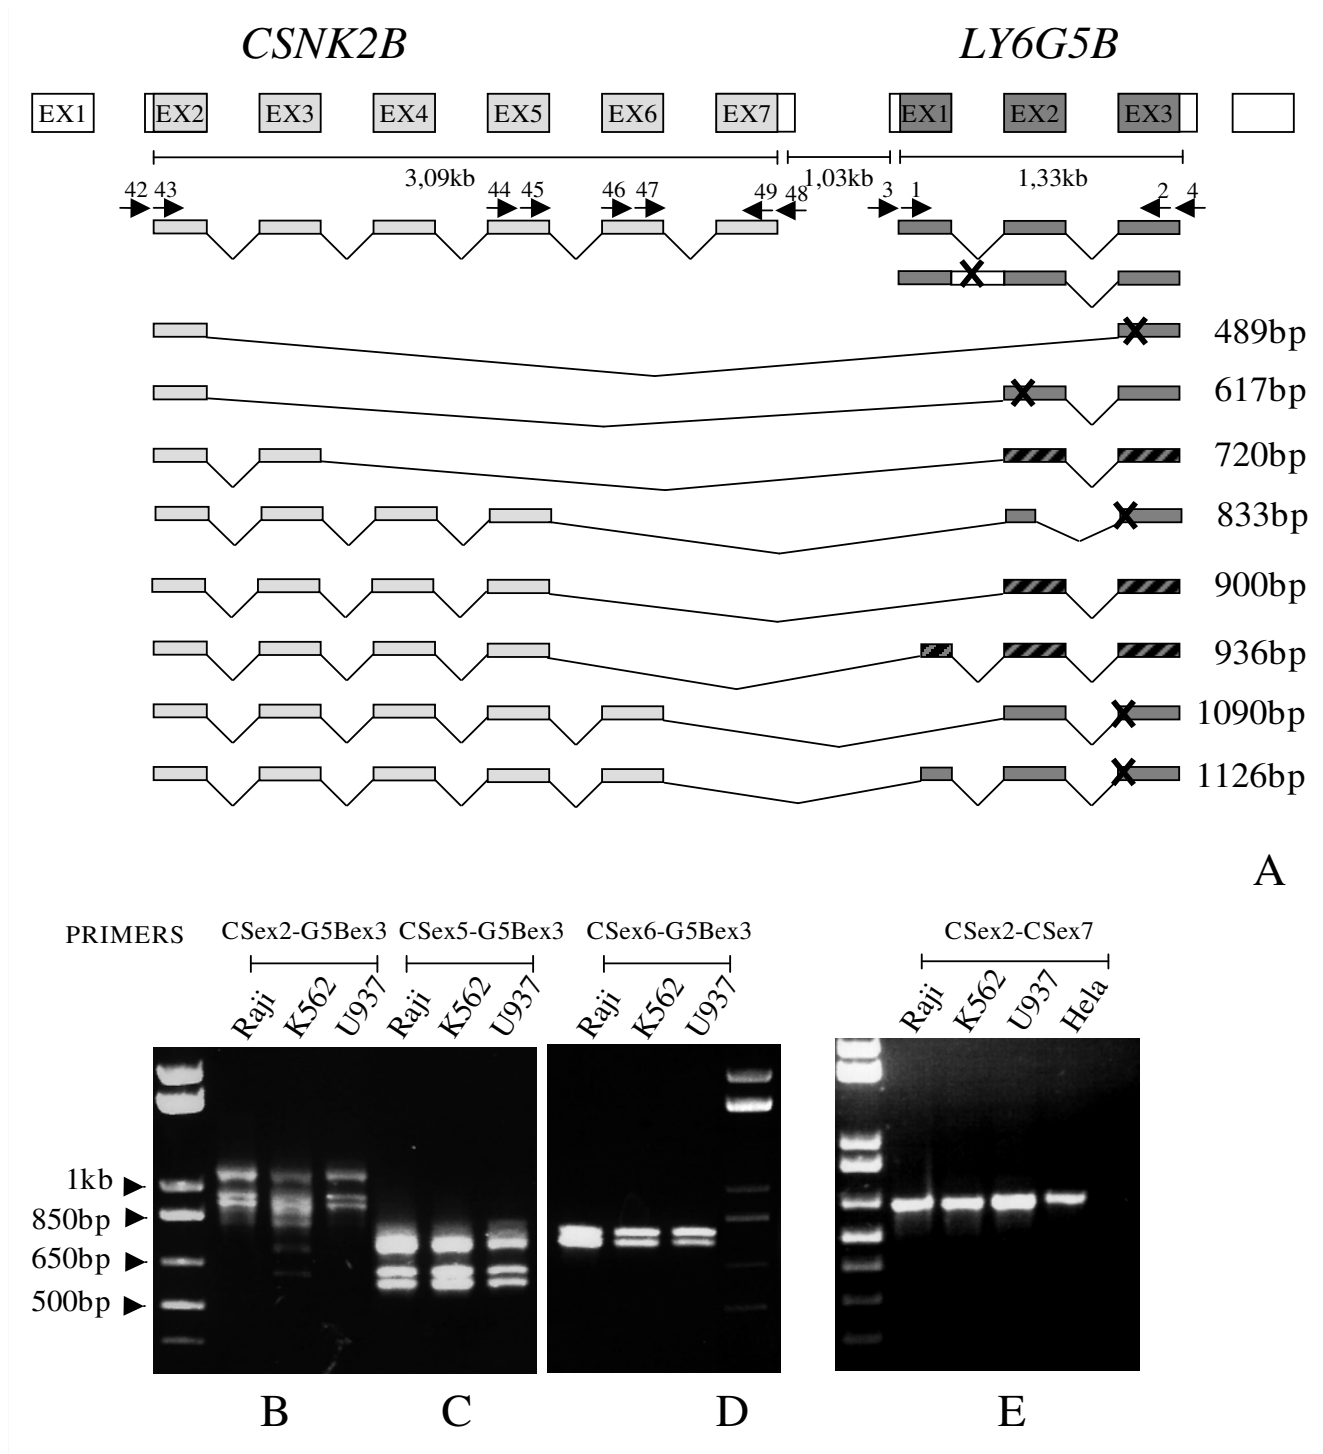 CSNK2B LY6G5B
EX1 EX2 EX3 EX4 EX5 EX6 EX7 EX1 EX2 EX3
3,09kb 1,03kb 1,33kb
42 43 44 45 46 47 49 48 3 1 2 4
489bp
617bp
720bp
833bp
900bp
936bp
1090bp
1126bp
A
PRIMERS CSex2-G5Bex3 CSex5-G5Bex3 CSex6-G5Bex3 CSex2-CSex7
Raji K562 U937 Raji K562 U937 Raji K562 U937 Raji K562 U937 Hela
1kb
850bp
650bp
500bp
B C D E